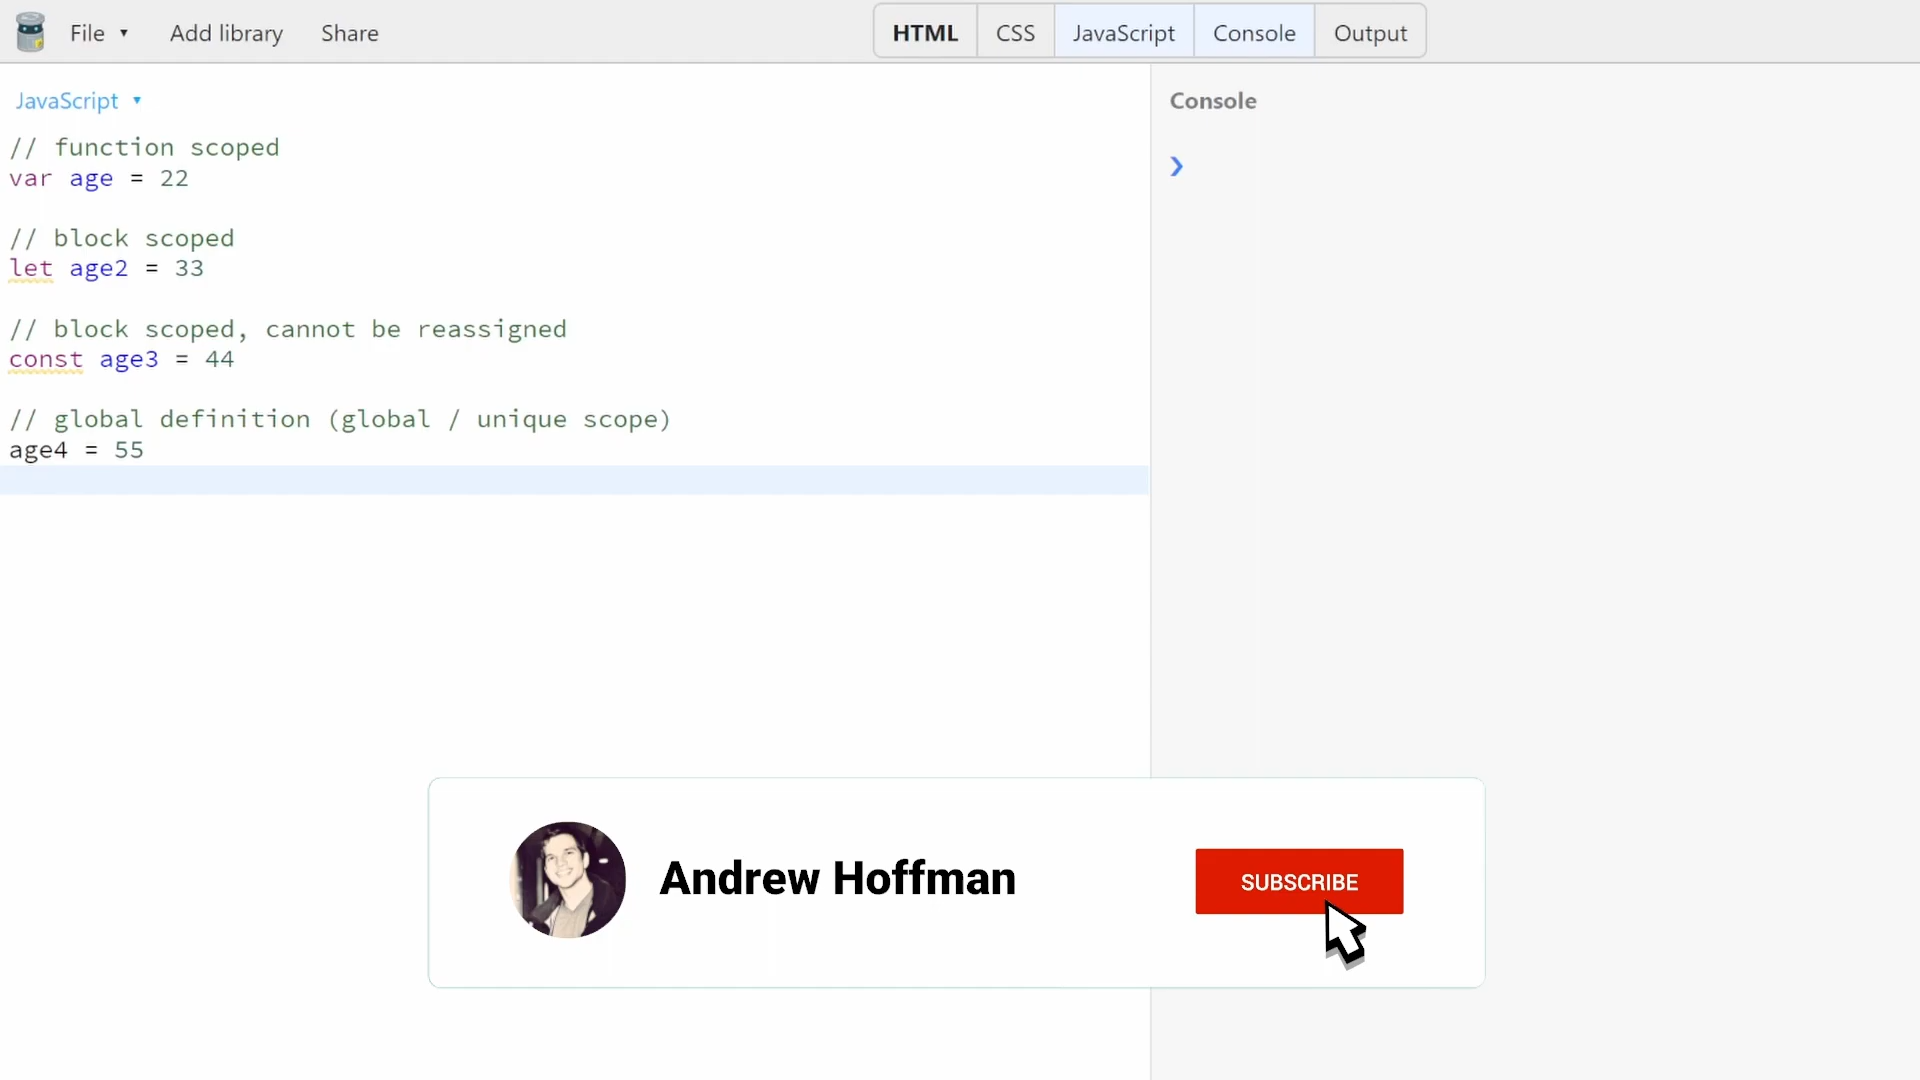 File ▾ Add library Share HTML CSS JavaScript Console Output
JavaScript ▾
// function scoped
var age = 22
// block scoped
let age2 = 33
// block scoped, cannot be reassigned
const age3 = 44
// global definition (global / unique scope)
age4 = 55
Console
❯
Andrew Hoffman
SUBSCRIBE